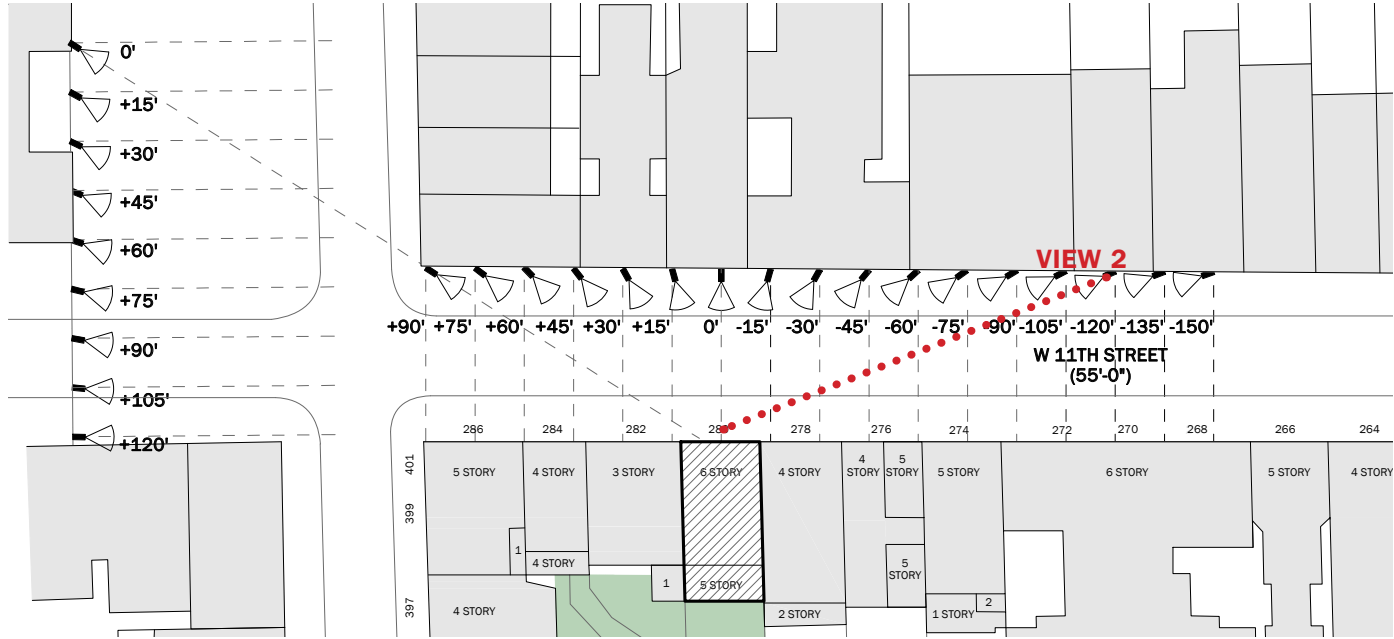 0'
+15'
+30'
+45'
+60'
+75'
+90'
+105'
+120'
VIEW 2
+90' +75' +60' +45' +30' +15' 0' -15' -30' -45' -60' -75' -90' -105' -120' -135' -150'
W 11TH STREET
(55'-0")
286 284 282 278 276 274 272 270 268 266 264
401
399
397
5 STORY
4 STORY
3 STORY
6 STORY
4 STORY
4
STORY
5
STORY
5 STORY
6 STORY
5 STORY
4 STORY
1
4 STORY
1
5 STORY
5
STORY
4 STORY
2 STORY
1 STORY
2